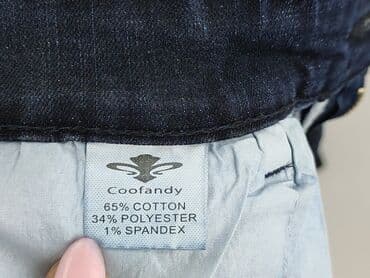 Coofandy
65% COTTON
34% POLYESTER
1% SPANDEX